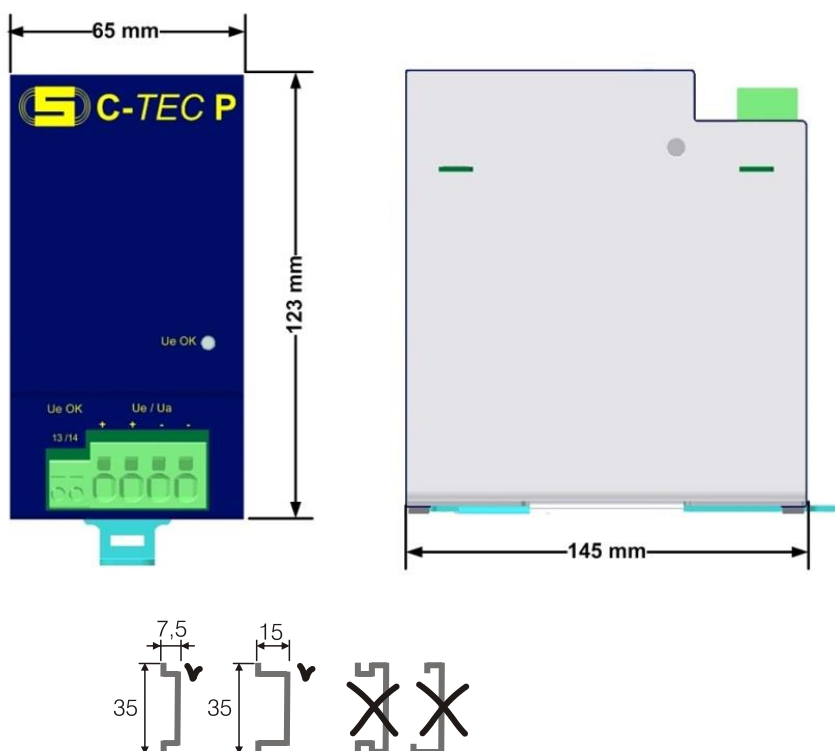 65 mm
C-TEC P
123 mm
Ue OK
Ue OK Ue / Ua
+ + - -
13 /14
145 mm
7,5 15
35 35